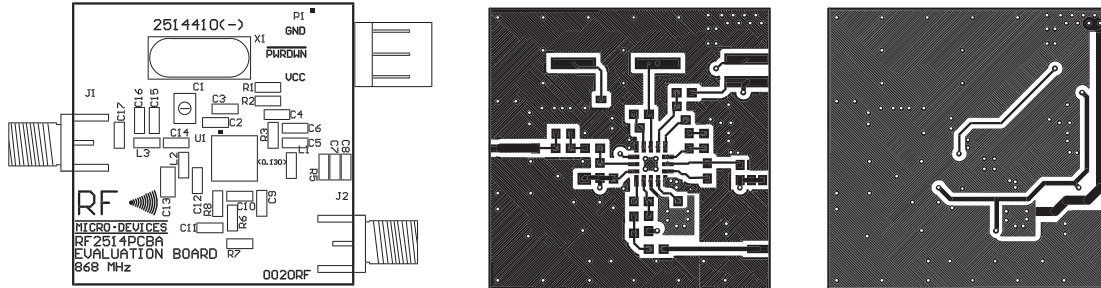 2514410(-)
P1
GND
X1
PWRDWN
VCC
J1
C17
C16
C15
C1
R1
R2
C3
C4
C2
C6
C14
U1
R3
C5
L3
L2
(0.130)
L1
C7
C8
R5
C13
C12
R8
C10
C9
J2
RF
MICRO·DEVICES
C11
R6
RF2514PCBA
EVALUATION BOARD
R7
868 MHz
0020RF